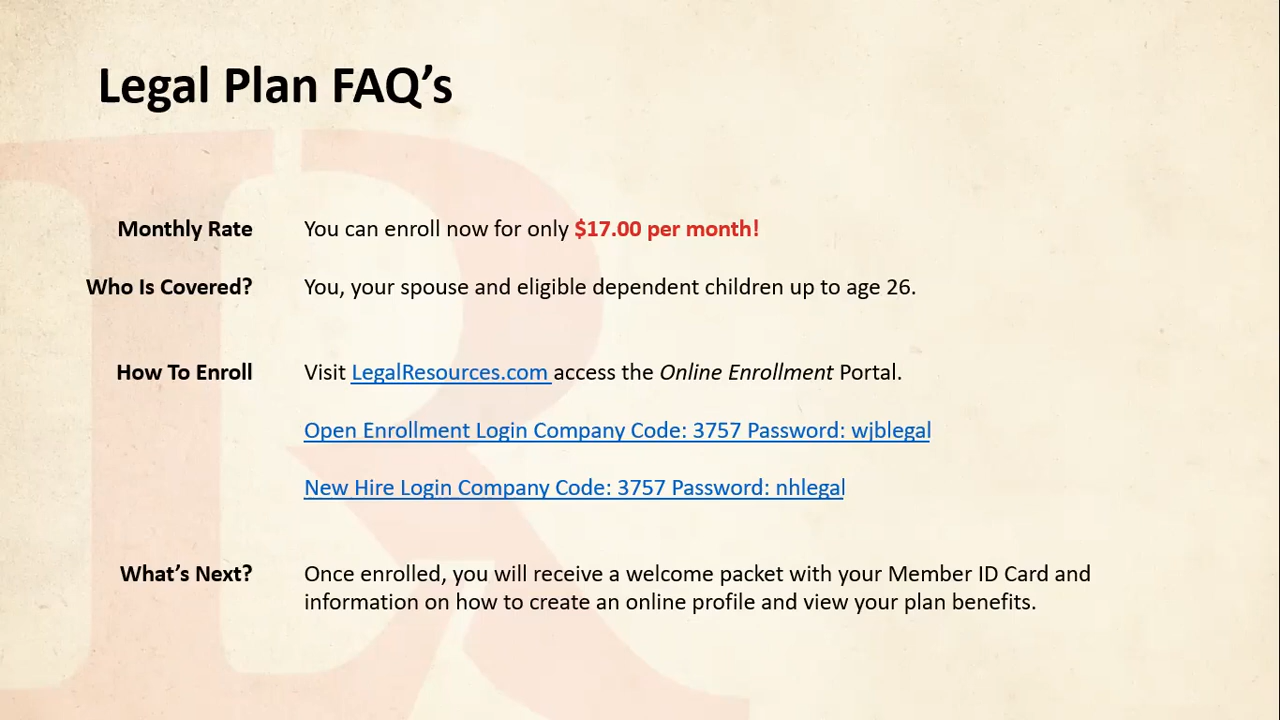 Legal Plan FAQ’s
Monthly Rate You can enroll now for only $17.00 per month!
Who Is Covered? You, your spouse and eligible dependent children up to age 26.
How To Enroll Visit LegalResources.com access the Online Enrollment Portal.
Open Enrollment Login Company Code: 3757 Password: wjblegal
New Hire Login Company Code: 3757 Password: nhlegal
What’s Next? Once enrolled, you will receive a welcome packet with your Member ID Card and
information on how to create an online profile and view your plan benefits.